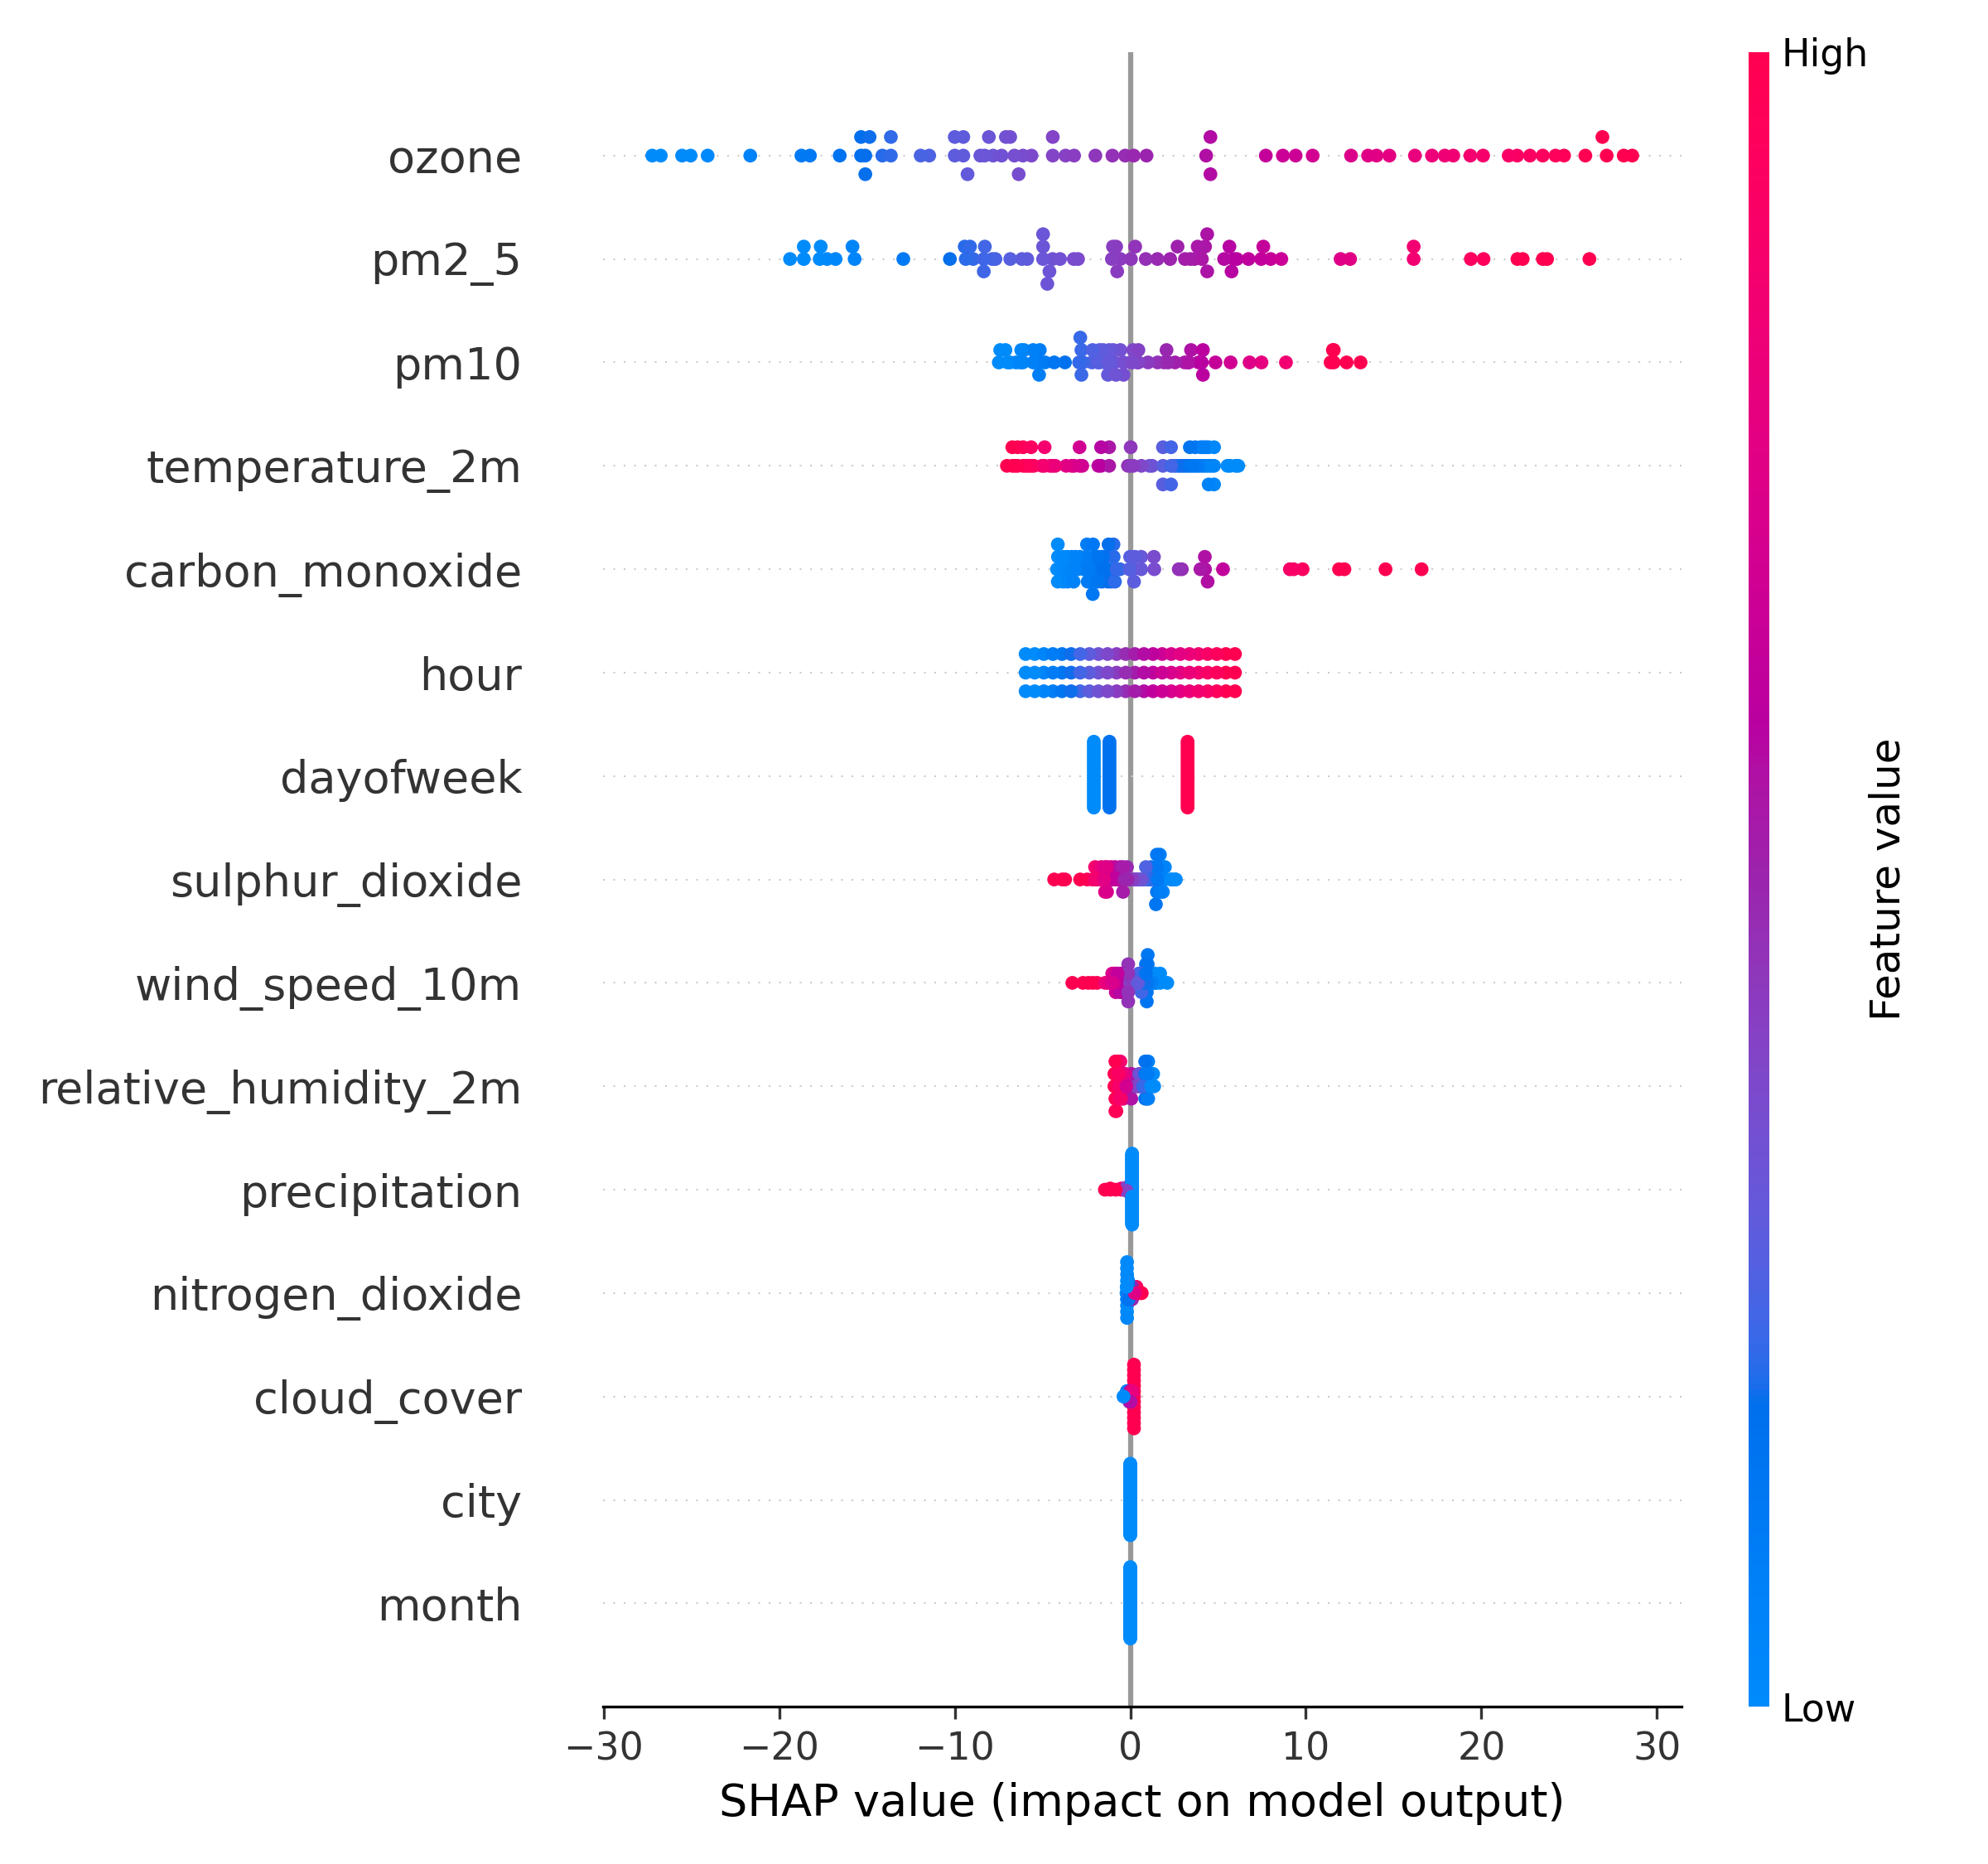 High
ozone
pm2_5
pm10
temperature_2m
carbon_monoxide
hour
dayofweek
sulphur_dioxide
wind_speed_10m
relative_humidity_2m
precipitation
nitrogen_dioxide
cloud_cover
city
month
Feature value
Low
−30 −20 −10 0 10 20 30
SHAP value (impact on model output)